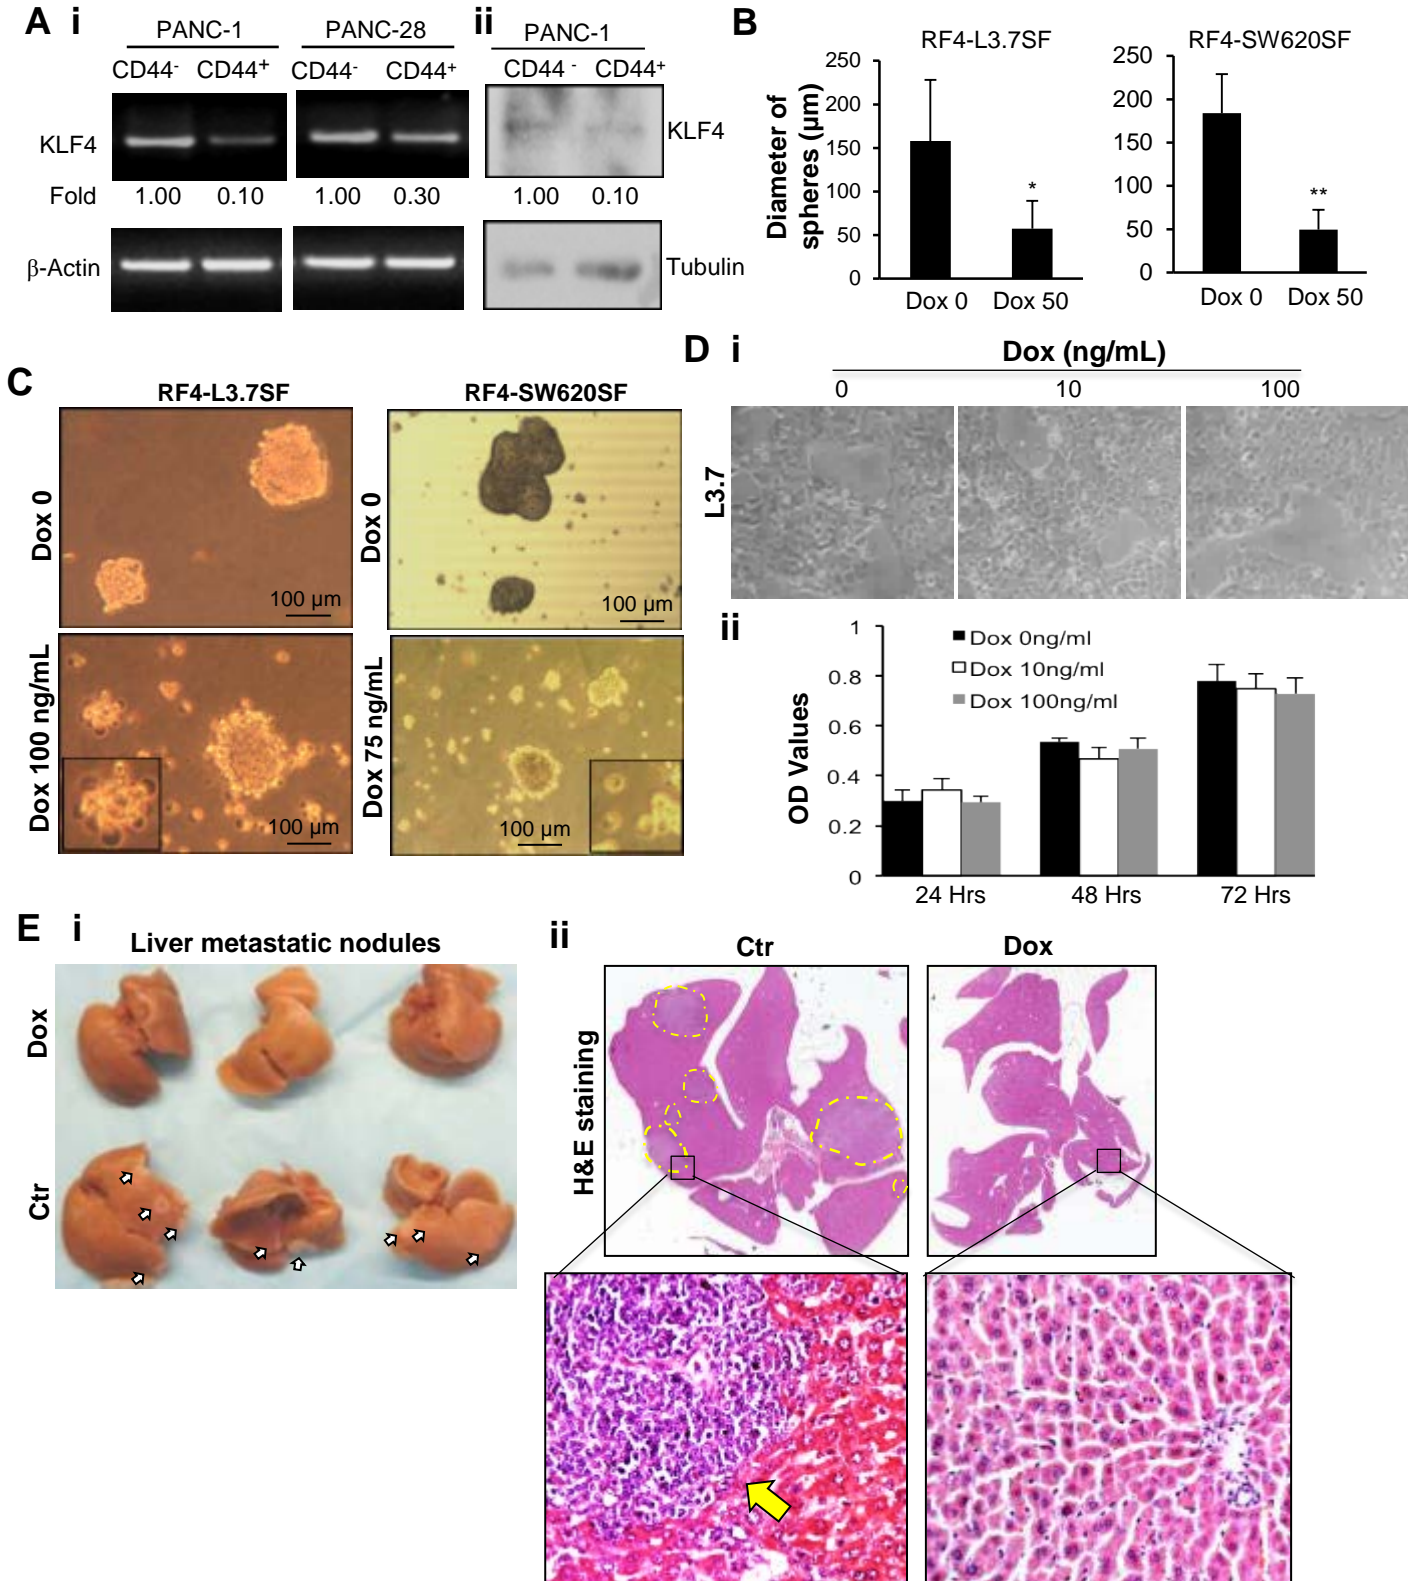 A i ii
PANC-1 PANC-28 PANC-1
CD44- CD44+ CD44- CD44+ CD44 - CD44+
KLF4 KLF4
Fold 1.00 0.10 1.00 0.30 1.00 0.10
β-Actin Tubulin
B
RF4-L3.7SF RF4-SW620SF
Diameter of
spheres (µm)
250 250
200 200
150 150
100 100
50 50
0 0
* **
Dox 0 Dox 50 Dox 0 Dox 50
C
RF4-L3.7SF RF4-SW620SF
Dox 0 Dox 0
100 µm 100 µm
Dox 100 ng/mL Dox 75 ng/mL
100 µm 100 µm
D i
Dox (ng/mL)
0 10 100
L3.7
ii
OD Values
1
0.8
0.6
0.4
0.2
0
Dox 0ng/ml
Dox 10ng/ml
Dox 100ng/ml
24 Hrs 48 Hrs 72 Hrs
E i
Liver metastatic nodules
Dox
Ctr
ii
Ctr Dox
H&E staining